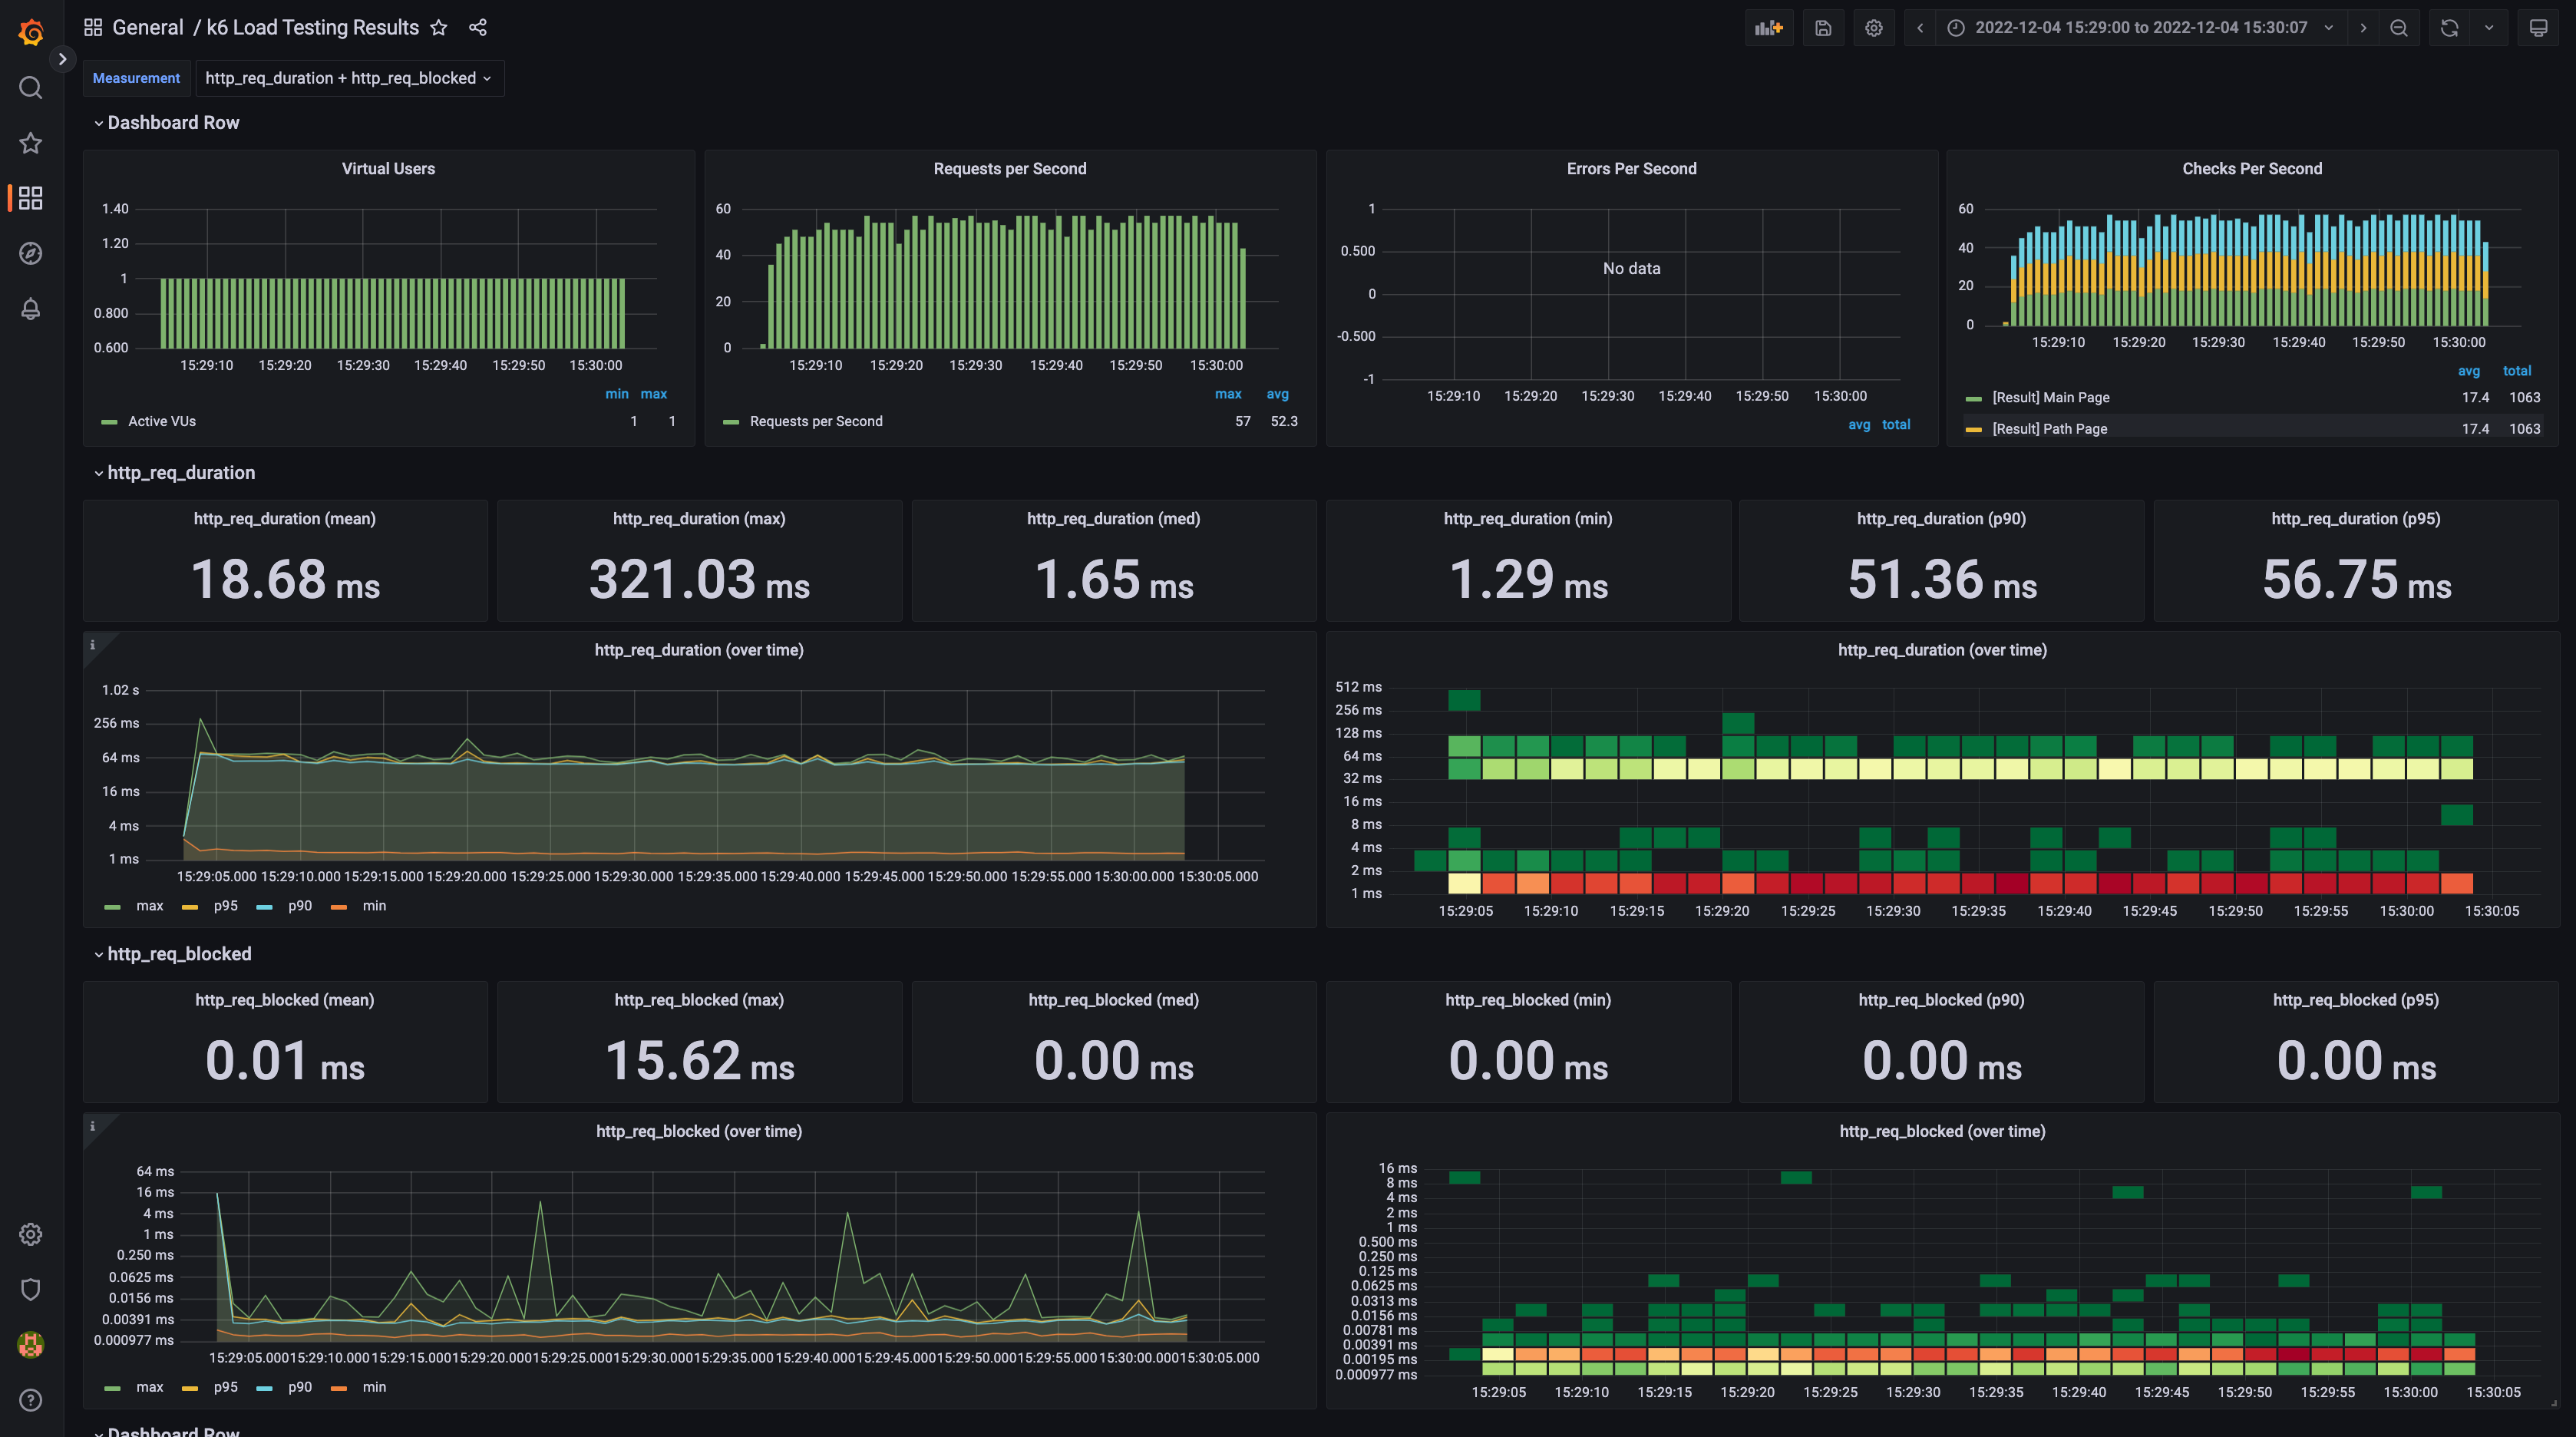 General / k6 Load Testing Results
2022-12-04 15:29:00 to 2022-12-04 15:30:07
Measurement http_req_duration + http_req_blocked
Dashboard Row
Virtual Users
1.40
1.20
1
0.800
0.600
15:29:10 15:29:20 15:29:30 15:29:40 15:29:50 15:30:00
min max
Active VUs 1 1
Requests per Second
60
40
20
0
15:29:10 15:29:20 15:29:30 15:29:40 15:29:50 15:30:00
max avg
Requests per Second 57 52.3
Errors Per Second
1
0.500
0
-0.500
-1
No data
15:29:10 15:29:20 15:29:30 15:29:40 15:29:50 15:30:00
avg total
Checks Per Second
60
40
20
0
15:29:10 15:29:20 15:29:30 15:29:40 15:29:50 15:30:00
avg total
[Result] Main Page 17.4 1063
[Result] Path Page 17.4 1063
http_req_duration
http_req_duration (mean)
18.68 ms
http_req_duration (max)
321.03 ms
http_req_duration (med)
1.65 ms
http_req_duration (min)
1.29 ms
http_req_duration (p90)
51.36 ms
http_req_duration (p95)
56.75 ms
i
http_req_duration (over time)
1.02 s
256 ms
64 ms
16 ms
4 ms
1 ms
15:29:05.000 15:29:10.000 15:29:15.000 15:29:20.000 15:29:25.000 15:29:30.000 15:29:35.000 15:29:40.000 15:29:45.000 15:29:50.000 15:29:55.000 15:30:00.000 15:30:05.000
max p95 p90 min
http_req_duration (over time)
512 ms
256 ms
128 ms
64 ms
32 ms
16 ms
8 ms
4 ms
2 ms
1 ms
15:29:05 15:29:10 15:29:15 15:29:20 15:29:25 15:29:30 15:29:35 15:29:40 15:29:45 15:29:50 15:29:55 15:30:00 15:30:05
http_req_blocked
http_req_blocked (mean)
0.01 ms
http_req_blocked (max)
15.62 ms
http_req_blocked (med)
0.00 ms
http_req_blocked (min)
0.00 ms
http_req_blocked (p90)
0.00 ms
http_req_blocked (p95)
0.00 ms
i
http_req_blocked (over time)
64 ms
16 ms
4 ms
1 ms
0.250 ms
0.0625 ms
0.0156 ms
0.00391 ms
0.000977 ms
15:29:05.000 15:29:10.000 15:29:15.000 15:29:20.000 15:29:25.000 15:29:30.000 15:29:35.000 15:29:40.000 15:29:45.000 15:29:50.000 15:29:55.000 15:30:00.000 15:30:05.000
max p95 p90 min
http_req_blocked (over time)
16 ms
8 ms
4 ms
2 ms
1 ms
0.500 ms
0.250 ms
0.125 ms
0.0625 ms
0.0313 ms
0.0156 ms
0.00781 ms
0.00391 ms
0.00195 ms
0.000977 ms
15:29:05 15:29:10 15:29:15 15:29:20 15:29:25 15:29:30 15:29:35 15:29:40 15:29:45 15:29:50 15:29:55 15:30:00 15:30:05
Dashboard Row